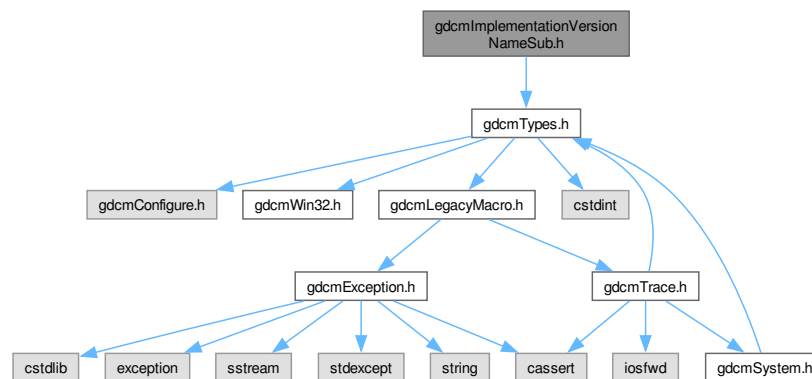 gdcmImplementationVersion
NameSub.h
gdcmTypes.h
gdcmConfigure.h
gdcmWin32.h
gdcmLegacyMacro.h
cstdint
gdcmException.h
gdcmTrace.h
cstdlib
exception
sstream
stdexcept
string
cassert
iosfwd
gdcmSystem.h